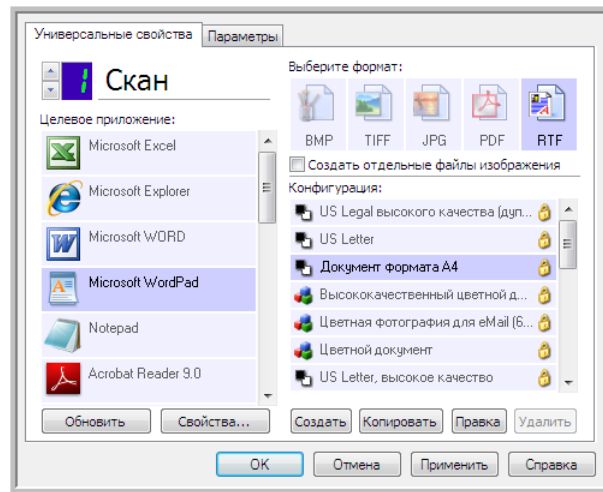 Универсальные свойства
Параметры
1 Скан
Целевое приложение:
Microsoft Excel
Microsoft Explorer
Microsoft WORD
Microsoft WordPad
Notepad
Acrobat Reader 9.0
Обновить
Свойства...
Выберите формат:
BMP
TIFF
JPG
PDF
RTF
Создать отдельные файлы изображения
Конфигурация:
US Legal высокого качества (дуп...
US Letter
Документ формата A4
Высококачественный цветной д...
Цветная фотография для eMail (6...
Цветной документ
US Letter, высокое качество
Создать
Копировать
Правка
Удалить
OK
Отмена
Применить
Справка